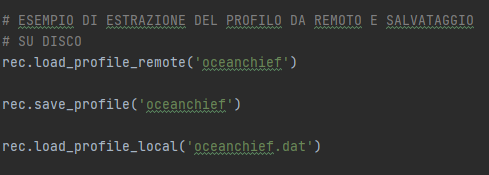 # ESEMPIO DI ESTRAZIONE DEL PROFILO DA REMOTO E SALVATAGGIO
# SU DISCO
rec.load_profile_remote('oceanchief')
rec.save_profile('oceanchief')
rec.load_profile_local('oceanchief.dat')